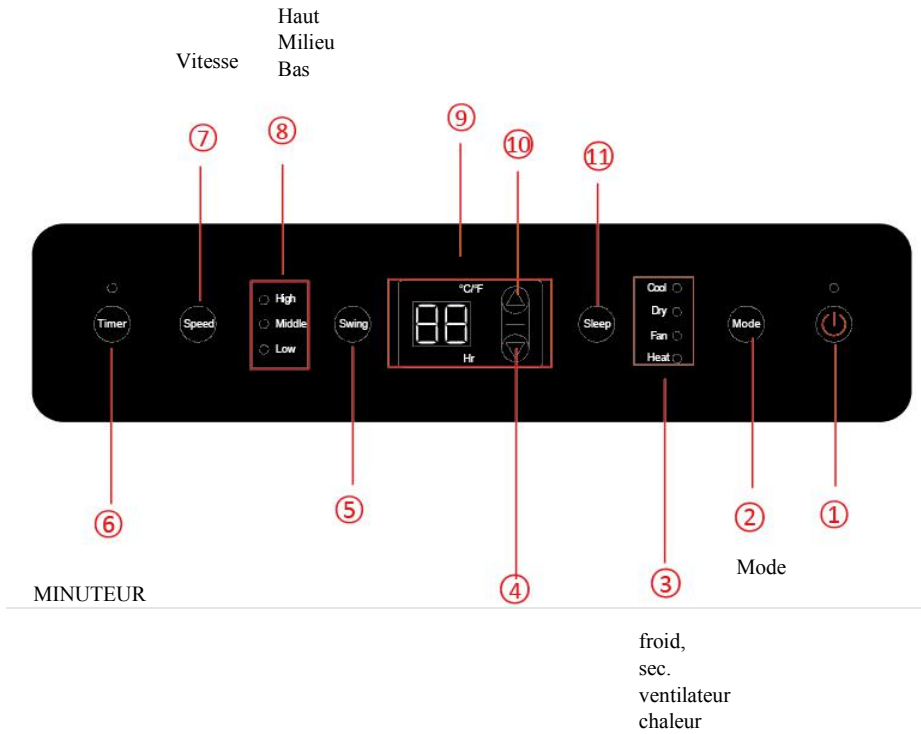 Haut
Milieu
Bas
Vitesse
⑦
⑧
⑨
⑩
⑪
Timer
Speed
High
Middle
Low
Swing
°C/°F
88
Hr
Sleep
Cool
Dry
Fan
Heat
Mode
⑥
⑤
④
③
②
①
MINUTEUR
Mode
froid,
sec.
ventilateur
chaleur